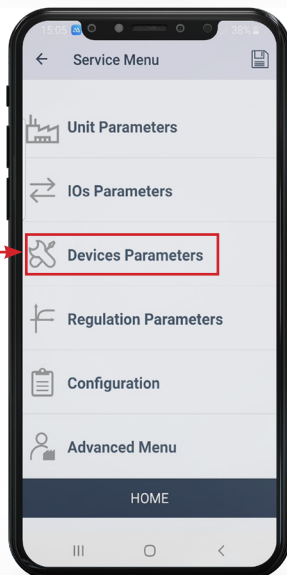 15:05 38%
Service Menu
Unit Parameters
IOs Parameters
Devices Parameters
Regulation Parameters
Configuration
Advanced Menu
HOME